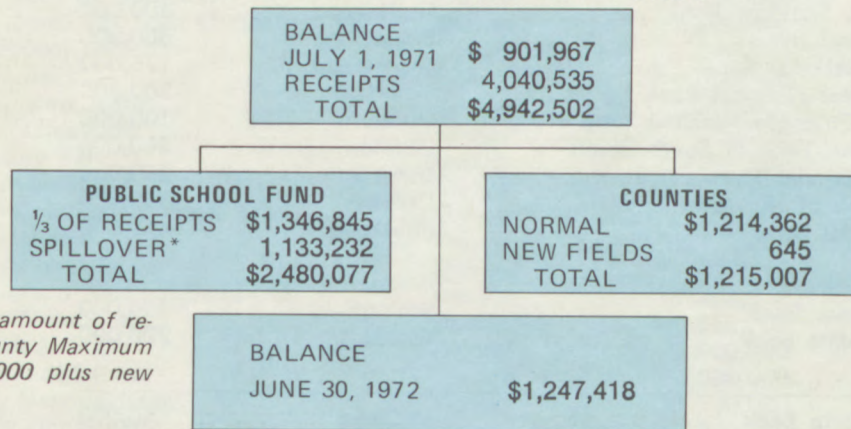 BALANCE
JULY 1, 1971 $ 901,967
RECEIPTS 4,040,535
TOTAL $4,942,502
PUBLIC SCHOOL FUND
⅓ OF RECEIPTS $1,346,845
SPILLOVER* 1,133,232
TOTAL $2,480,077
COUNTIES
NORMAL $1,214,362
NEW FIELDS 645
TOTAL $1,215,007
amount of re-
Maximum
plus new
BALANCE
JUNE 30, 1972 $1,247,418